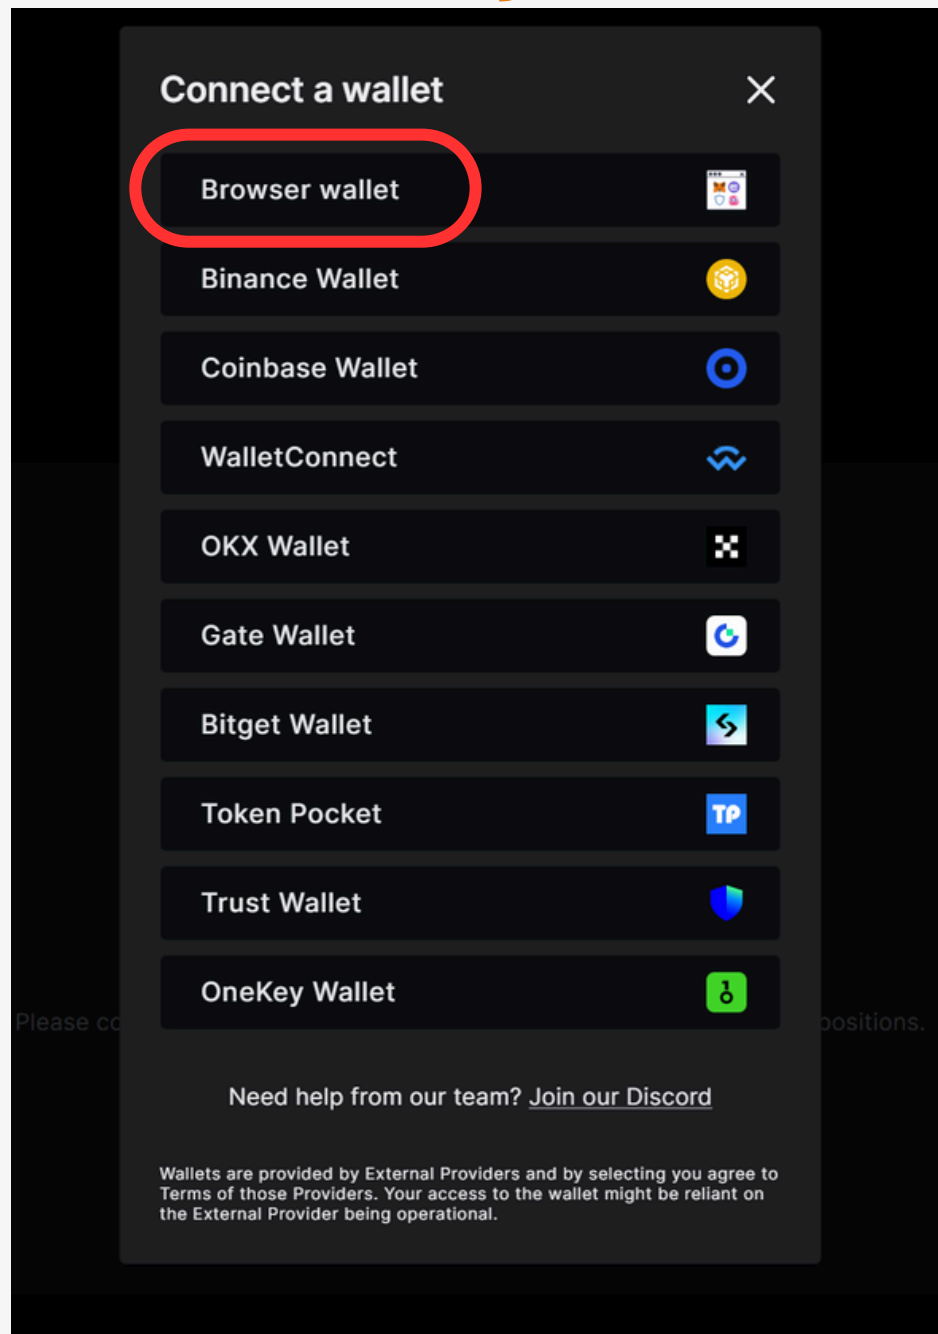 Connect a wallet
Browser wallet
Binance Wallet
Coinbase Wallet
WalletConnect
OKX Wallet
Gate Wallet
Bitget Wallet
Token Pocket
TP
Trust Wallet
OneKey Wallet
Please
positions.
Need help from our team? Join our Discord
Wallets are provided by External Providers and by selecting you agree to
Terms of those Providers. Your access to the wallet might be reliant on
the External Provider being operational.